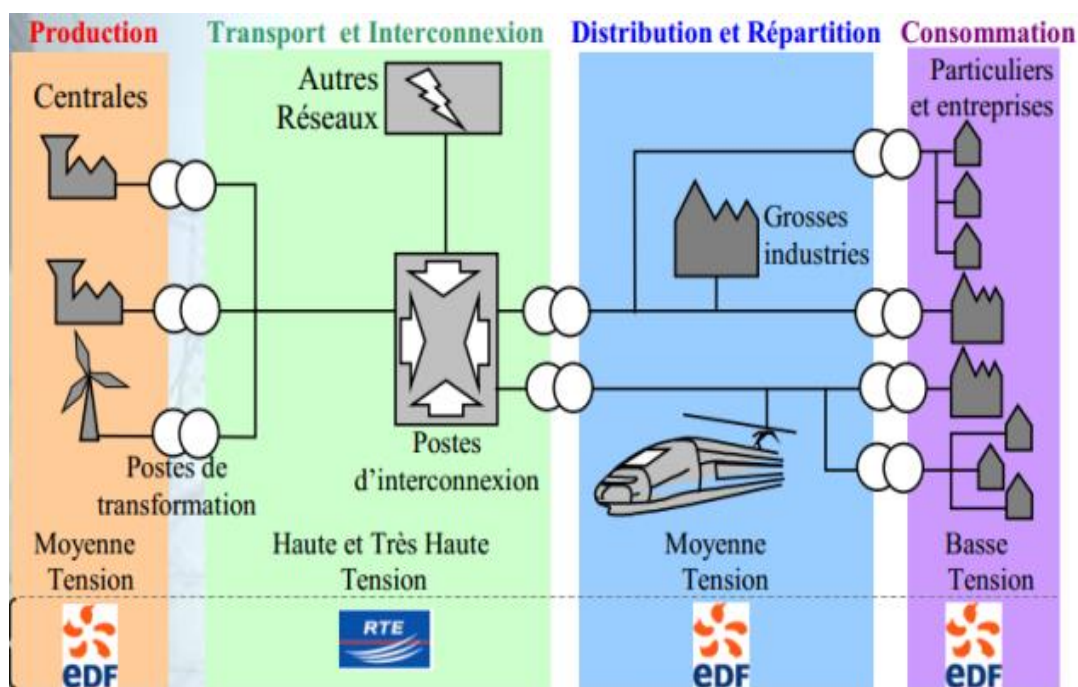 Production
Transport et Interconnexion
Distribution et Répartition
Consommation
Centrales
Autres
Réseaux
Particuliers
et entreprises
Grosses
industries
Postes de
transformation
Postes
d'interconnexion
Moyenne
Tension
Haute et Très Haute
Tension
Moyenne
Tension
Basse
Tension
eDF
RTE
eDF
eDF